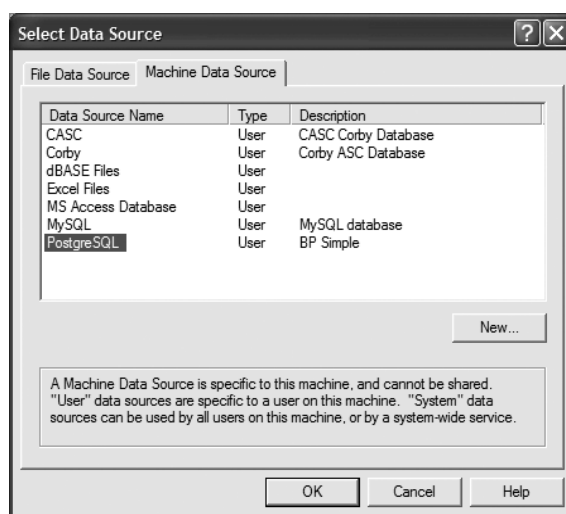 Select Data Source
File Data Source Machine Data Source
Data Source Name Type Description
CASC User CASC Corby Database
Corby User Corby ASC Database
dBASE Files User
Excel Files User
MS Access Database User
MySQL User MySQL database
PostgreSQL User BP Simple
New...
A Machine Data Source is specific to this machine, and cannot be shared.
"User" data sources are specific to a user on this machine. "System" data
sources can be used by all users on this machine, or by a system-wide service.
OK Cancel Help